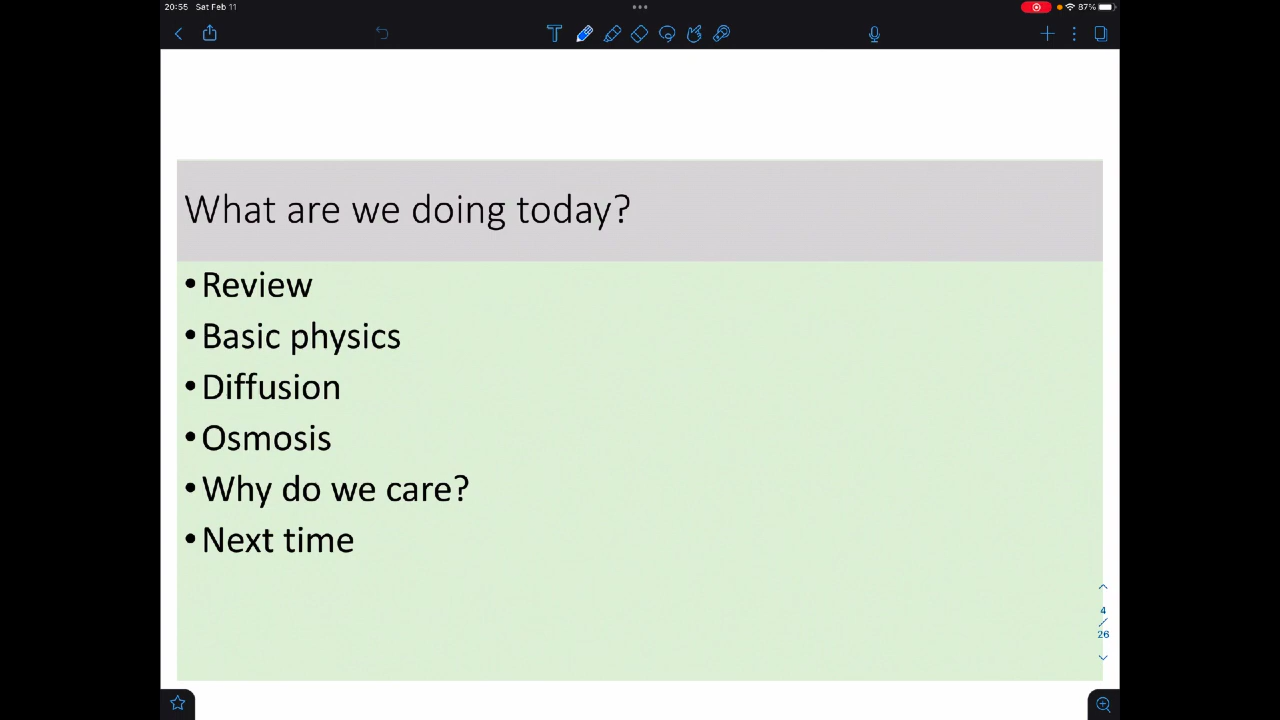 20:55 Sat Feb 11
87%
What are we doing today?
•Review
•Basic physics
•Diffusion
•Osmosis
•Why do we care?
•Next time
4
/
26